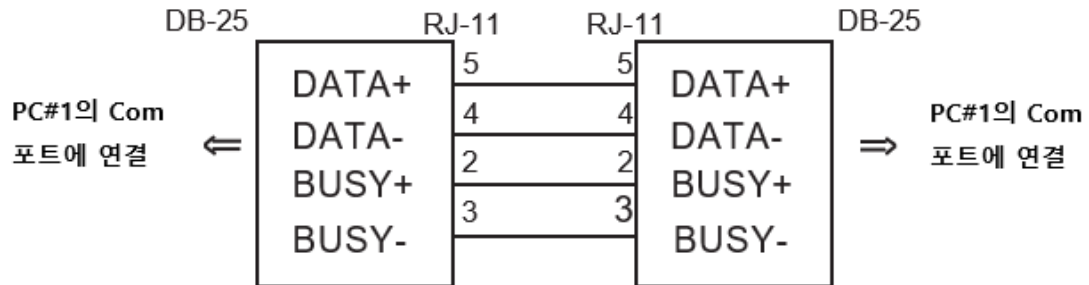 DB-25 RJ-11 RJ-11 DB-25
5 5
DATA+ DATA+
PC#1의 Com PC#1의 Com
4 4
DATA- DATA-
포트에 연결 ⇐ ⇒ 포트에 연결
2 2
BUSY+ BUSY+
3 3
BUSY- BUSY-